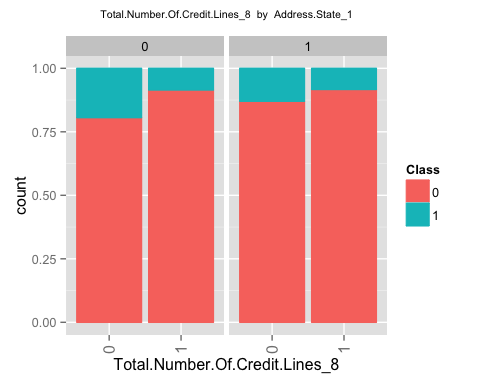 Total.Number.Of.Credit.Lines_8 by Address.State_1
0 1
1.00
0.75
0.50
0.25
0.00
count
0 1 0 1
Total.Number.Of.Credit.Lines_8
Class
0
1